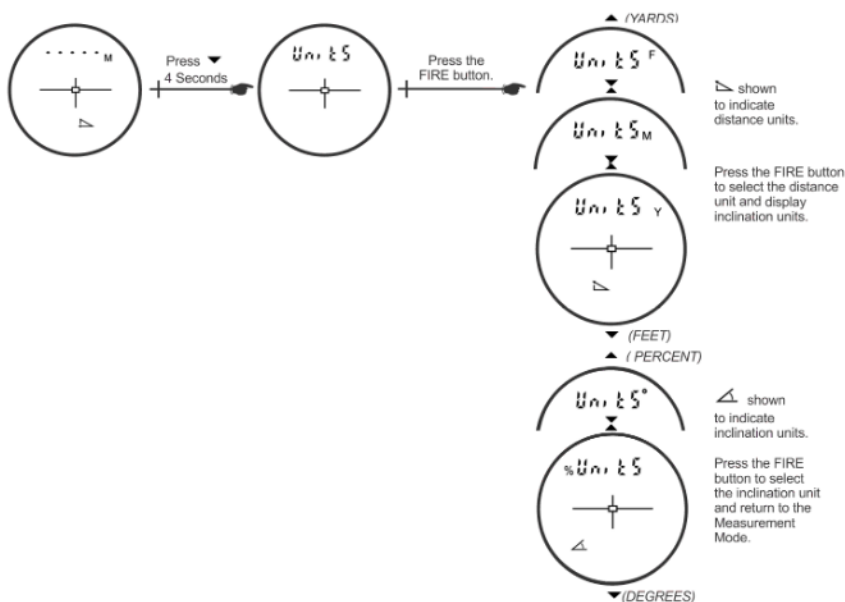 - - - - - M
Press ▼
4 Seconds
Units
Press the
FIRE button.
▲ (YARDS)
Units F
Units M
Units Y
▼ (FEET)
shown
to indicate
distance units.
Press the FIRE button
to select the distance
unit and display
inclination units.
▲ ( PERCENT)
Units°
%Units
▼(DEGREES)
shown
to indicate
inclination units.
Press the FIRE
button to select
the inclination unit
and return to the
Measurement
Mode.